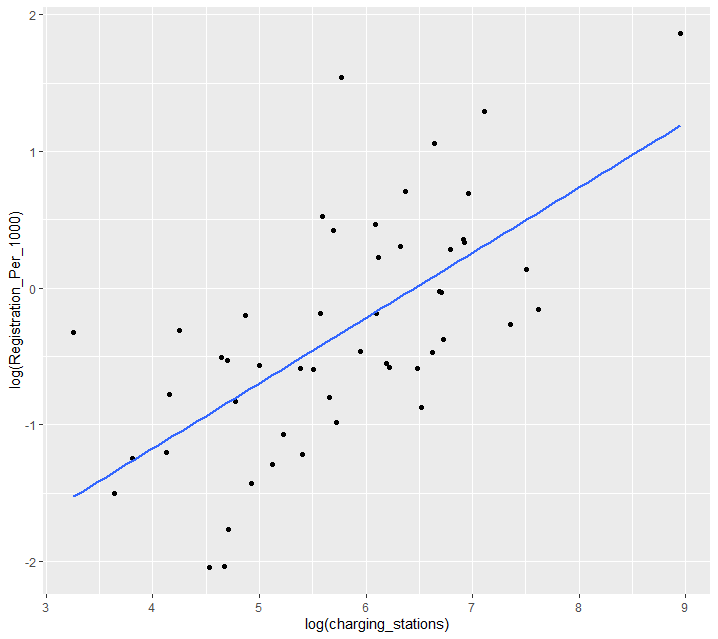 2
1
0
-1
-2
log(Registration_Per_1000)
3 4 5 6 7 8 9
log(charging_stations)